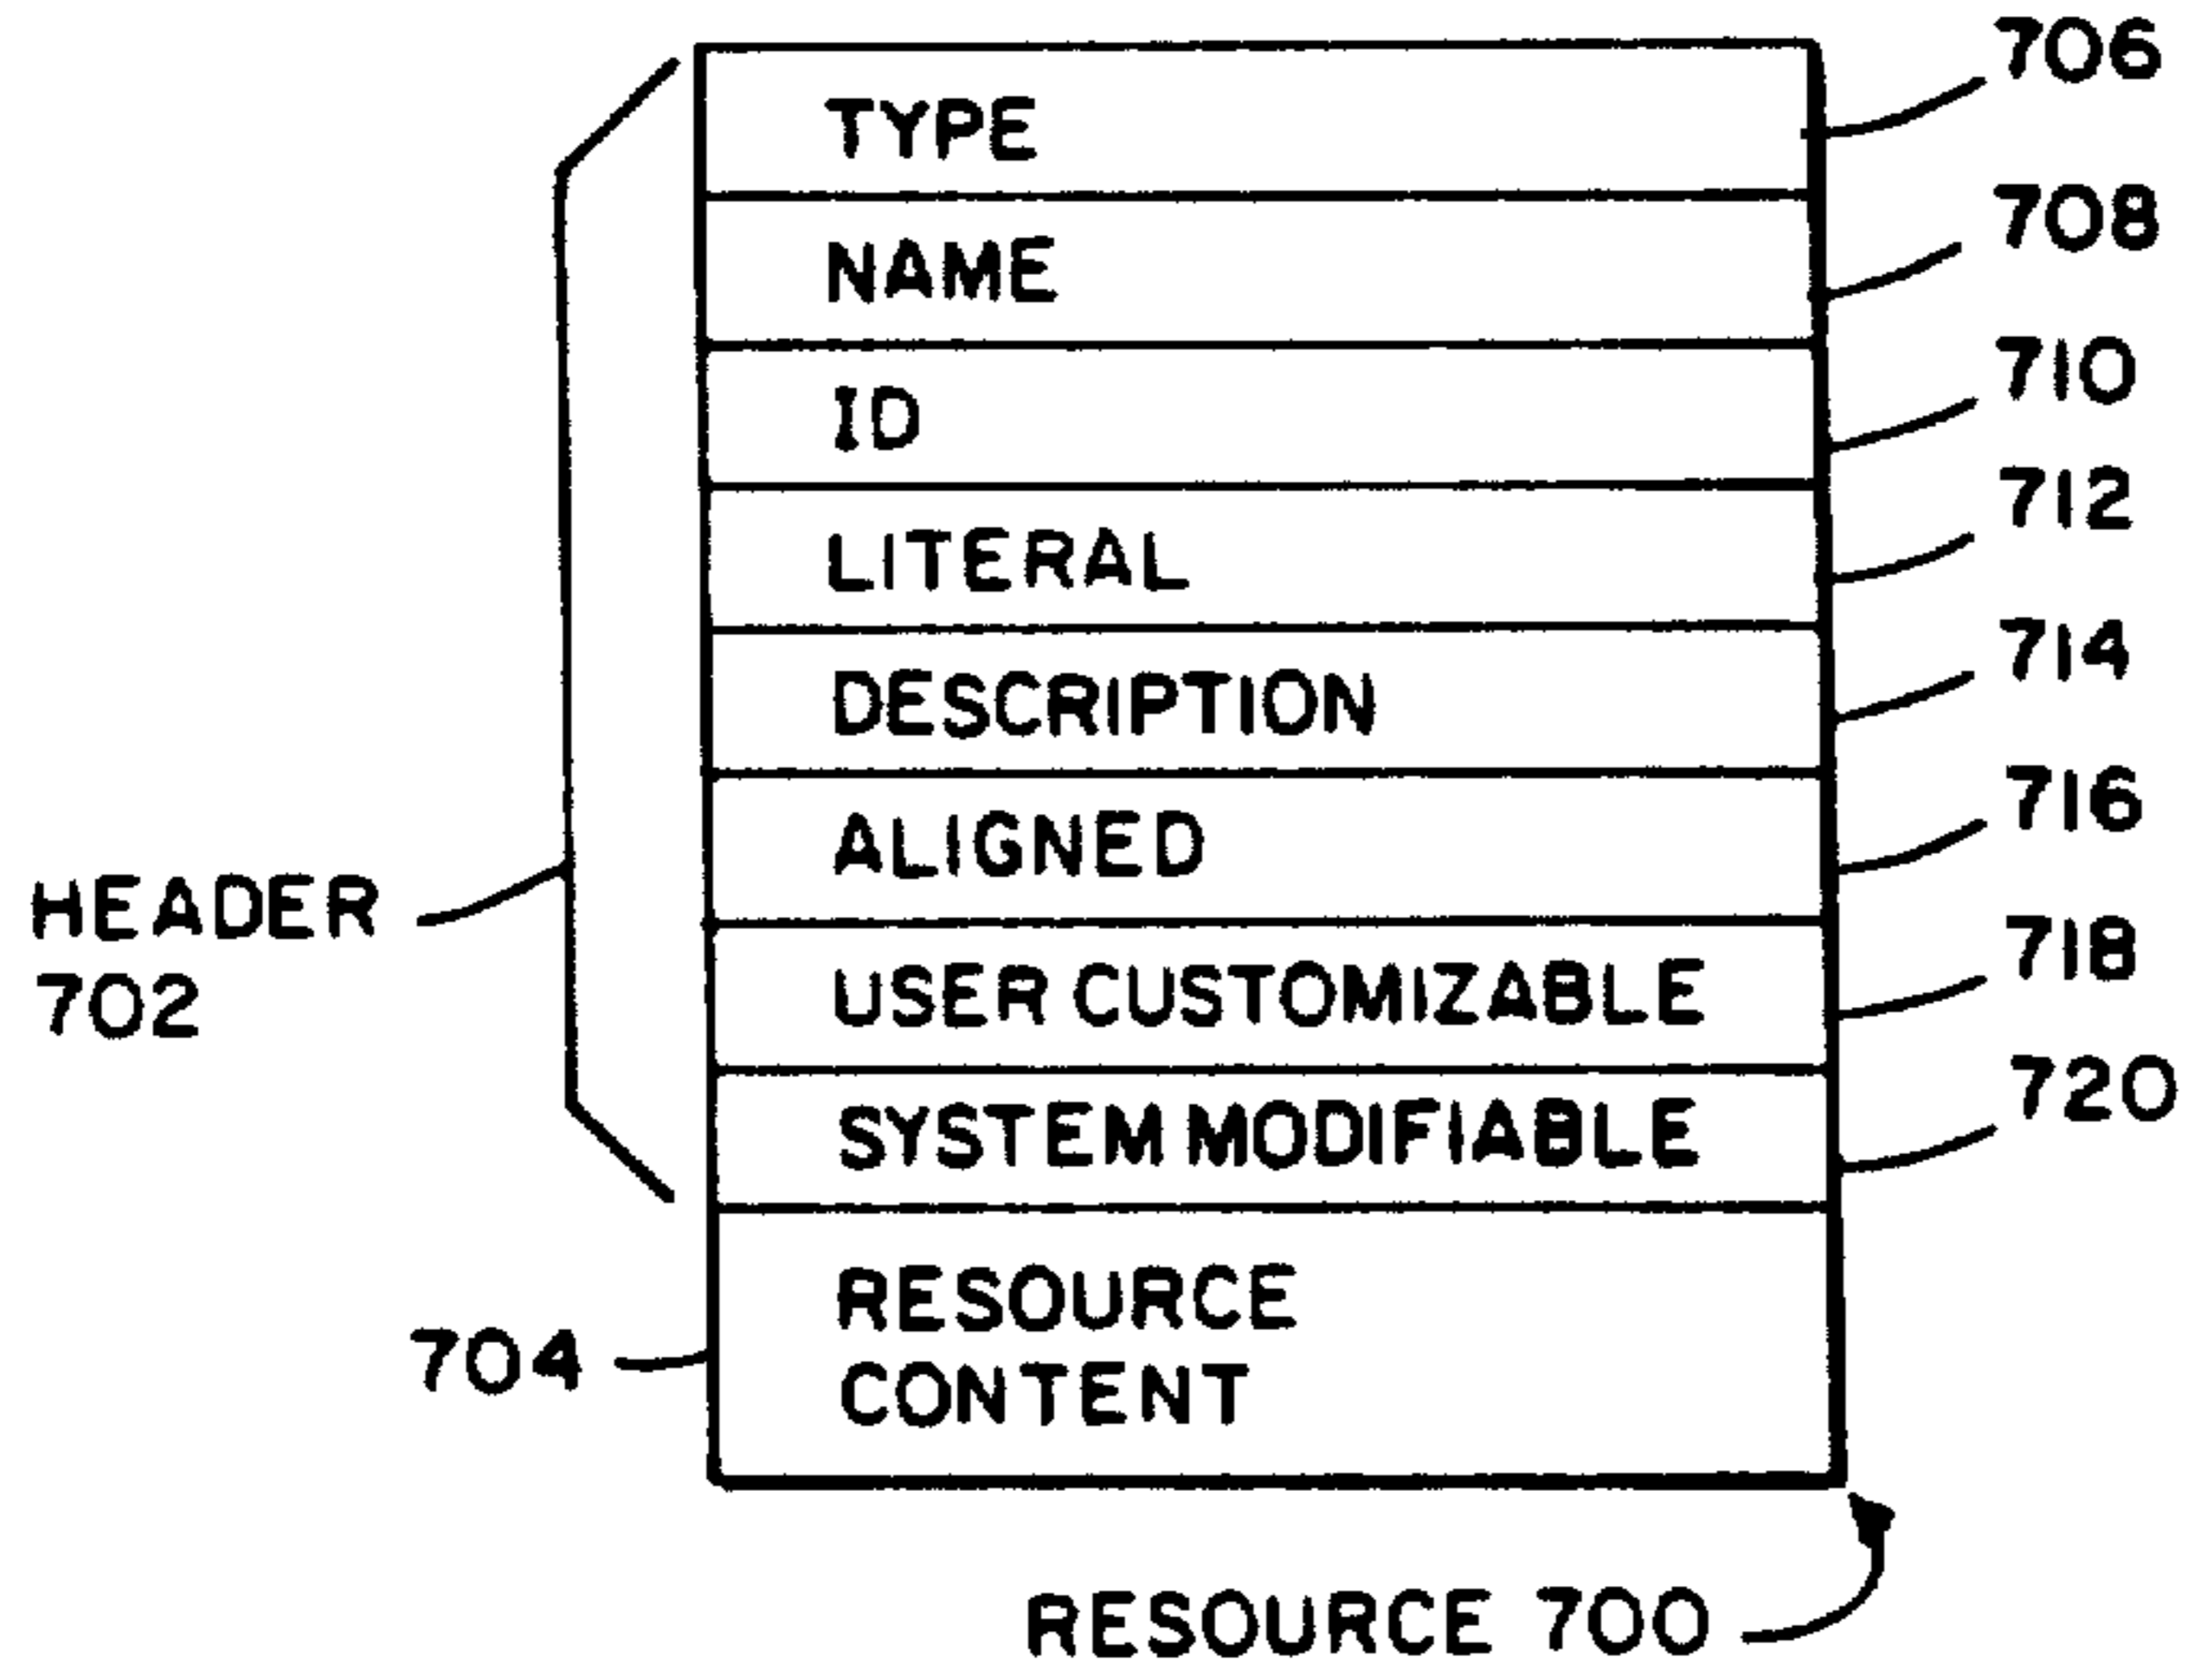 706
TYPE
708
NAME
710
ID
712
LITERAL
714
DESCRIPTION
716
ALIGNED
HEADER
702
718
USER CUSTOMIZABLE
720
SYSTEM MODIFIABLE
RESOURCE
CONTENT
704
RESOURCE 700